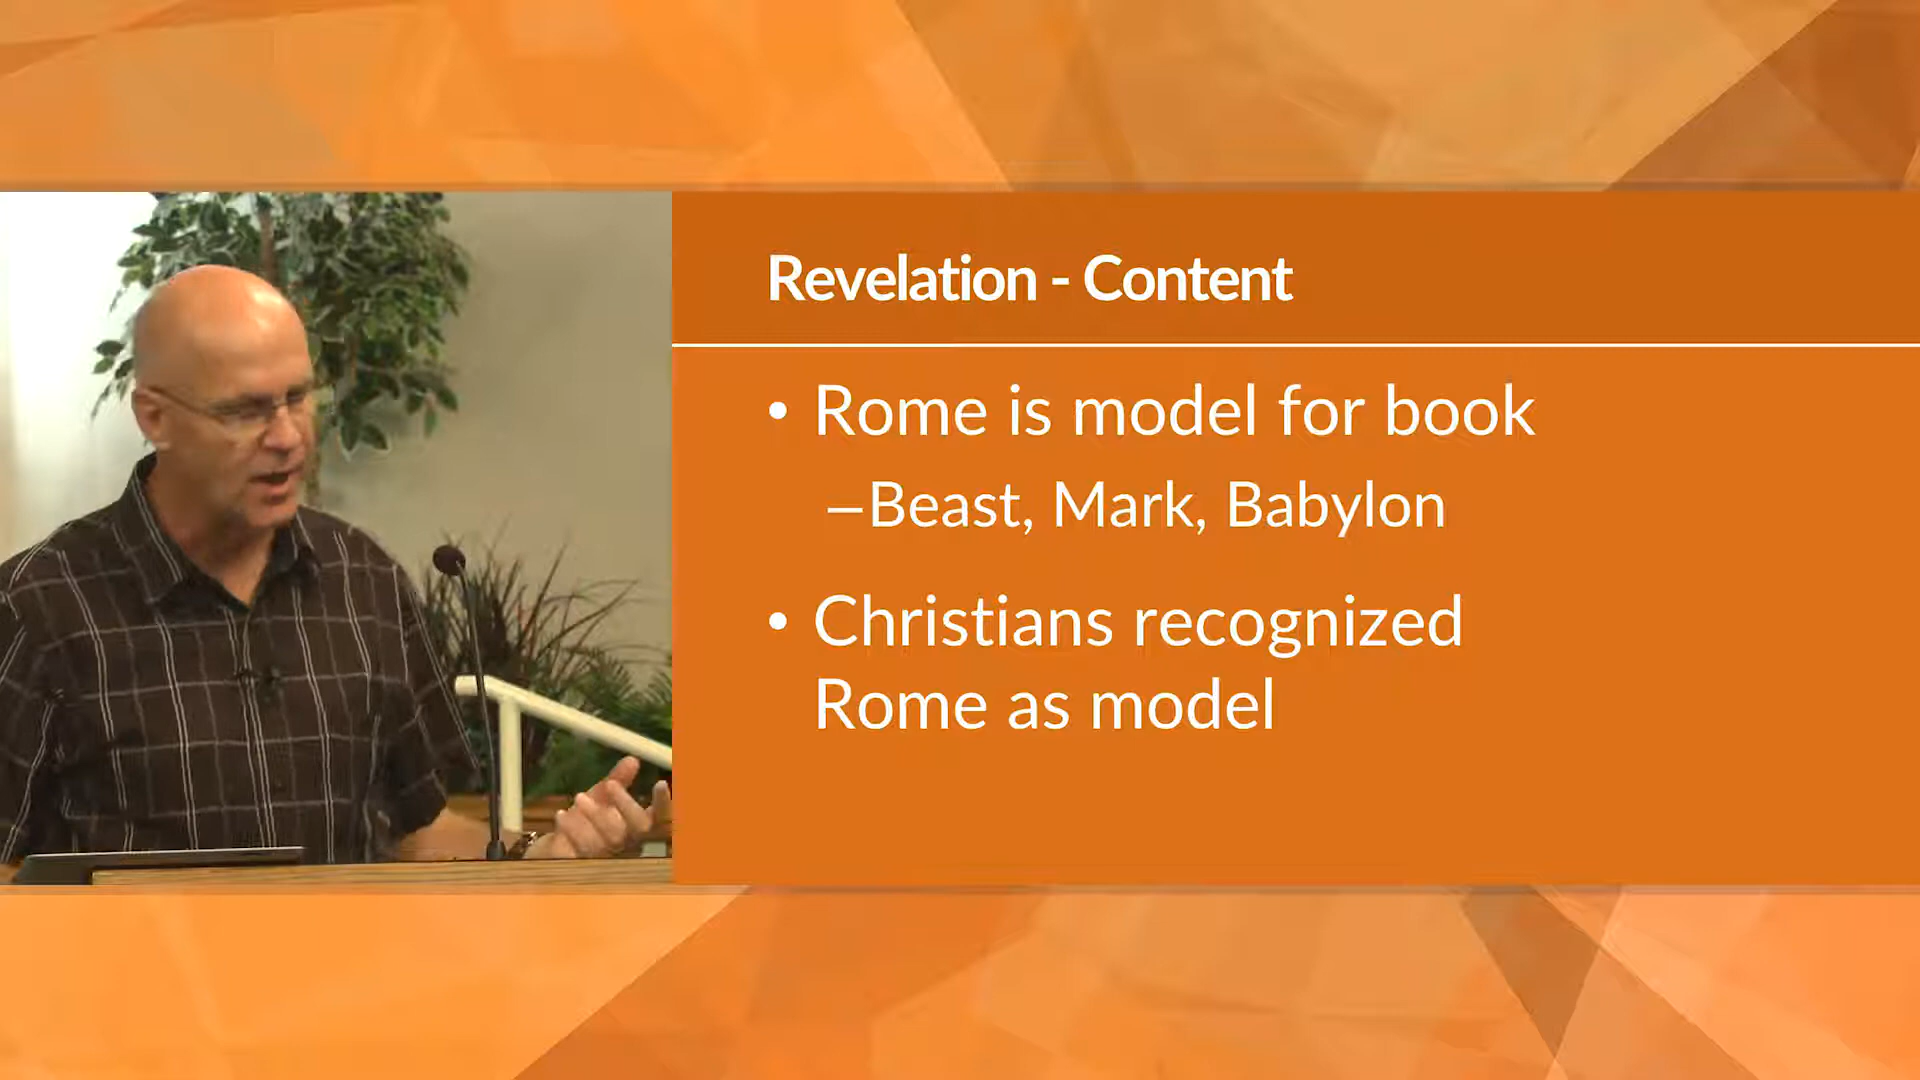 Revelation - Content
• Rome is model for book
–Beast, Mark, Babylon
• Christians recognized
Rome as model